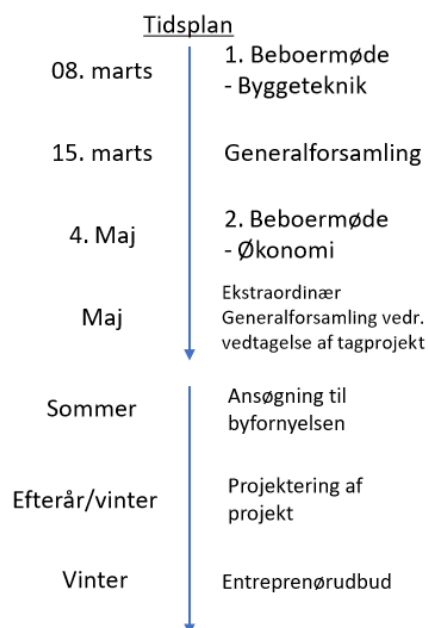 Tidsplan
08. marts
1. Beboermøde
- Byggeteknik
15. marts
Generalforsamling
4. Maj
2. Beboermøde
- Økonomi
Maj
Ekstraordinær
Generalforsamling vedr.
vedtagelse af tagprojekt
Sommer
Ansøgning til
byfornyelsen
Efterår/vinter
Projektering af
projekt
Vinter
Entreprenørudbud